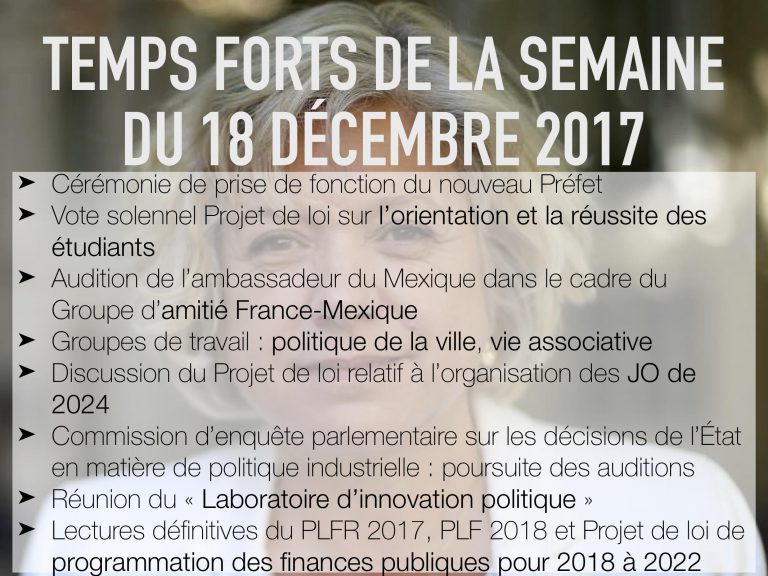 TEMPS FORTS DE LA SEMAINE
DU 18 DÉCEMBRE 2017
➤ Cérémonie de prise de fonction du nouveau Préfet
➤ Vote solennel Projet de loi sur l’orientation et la réussite des
étudiants
➤ Audition de l’ambassadeur du Mexique dans le cadre du
Groupe d’amitié France-Mexique
➤ Groupes de travail : politique de la ville, vie associative
➤ Discussion du Projet de loi relatif à l’organisation des JO de
2024
➤ Commission d’enquête parlementaire sur les décisions de l’État
en matière de politique industrielle : poursuite des auditions
➤ Réunion du « Laboratoire d’innovation politique »
➤ Lectures définitives du PLFR 2017, PLF 2018 et Projet de loi de
programmation des finances publiques pour 2018 à 2022